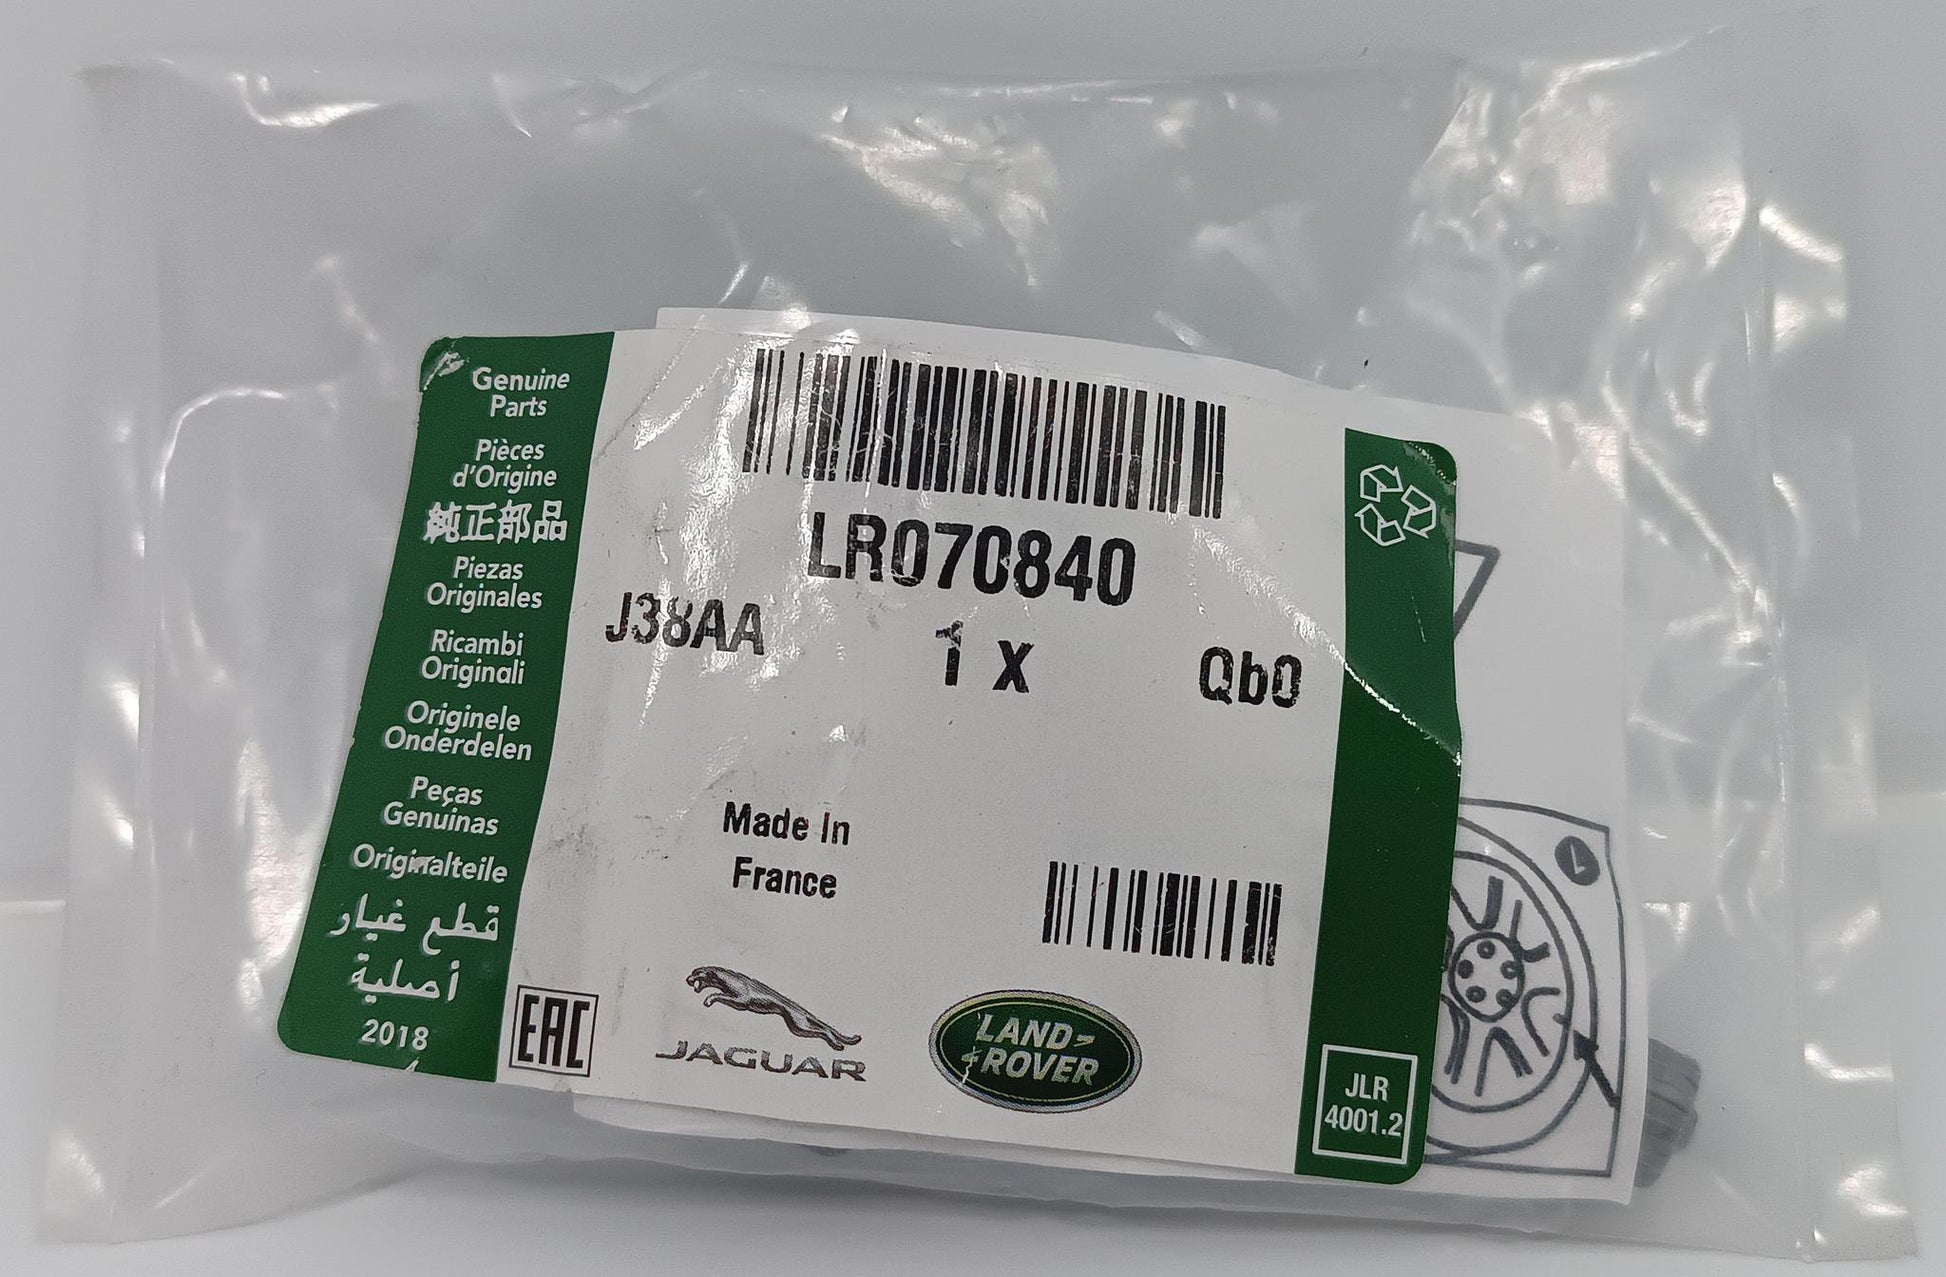 Genuine
Parts
Pièces
d'Origine
純正部品
Piezas
Originales
Ricambi
Originali
Originele
Onderdelen
Peças
Genuínas
Originalteile
قطع غيار
أصلية
2018
LR070840
J38AA
1 X
Qb0
Made In
France
EAC
JAGUAR
LAND-
ROVER
JLR
4001.2
L